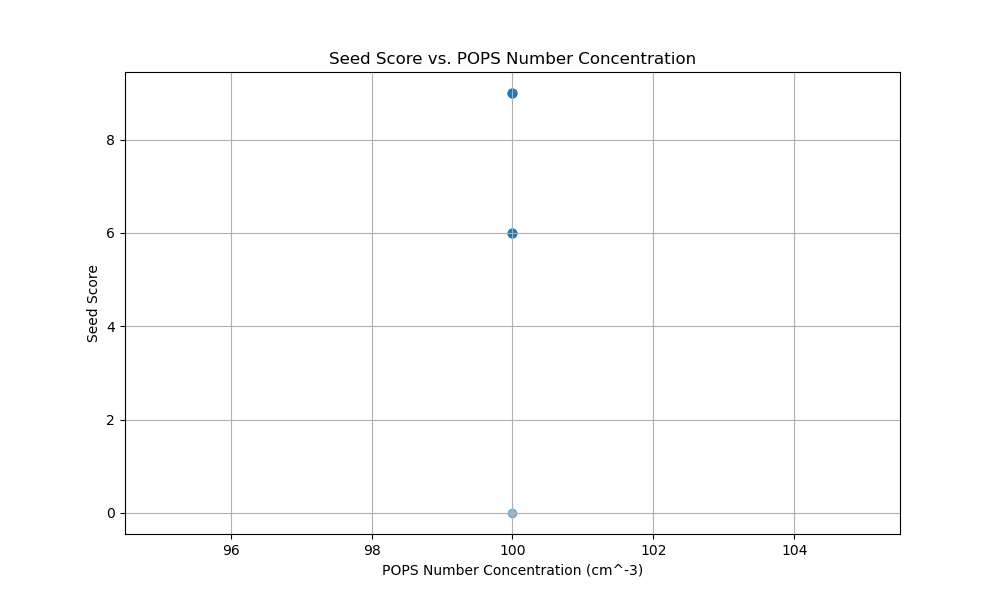 Seed Score vs. POPS Number Concentration
8
6
4
2
0
Seed Score
96 98 100 102 104
POPS Number Concentration (cm^-3)